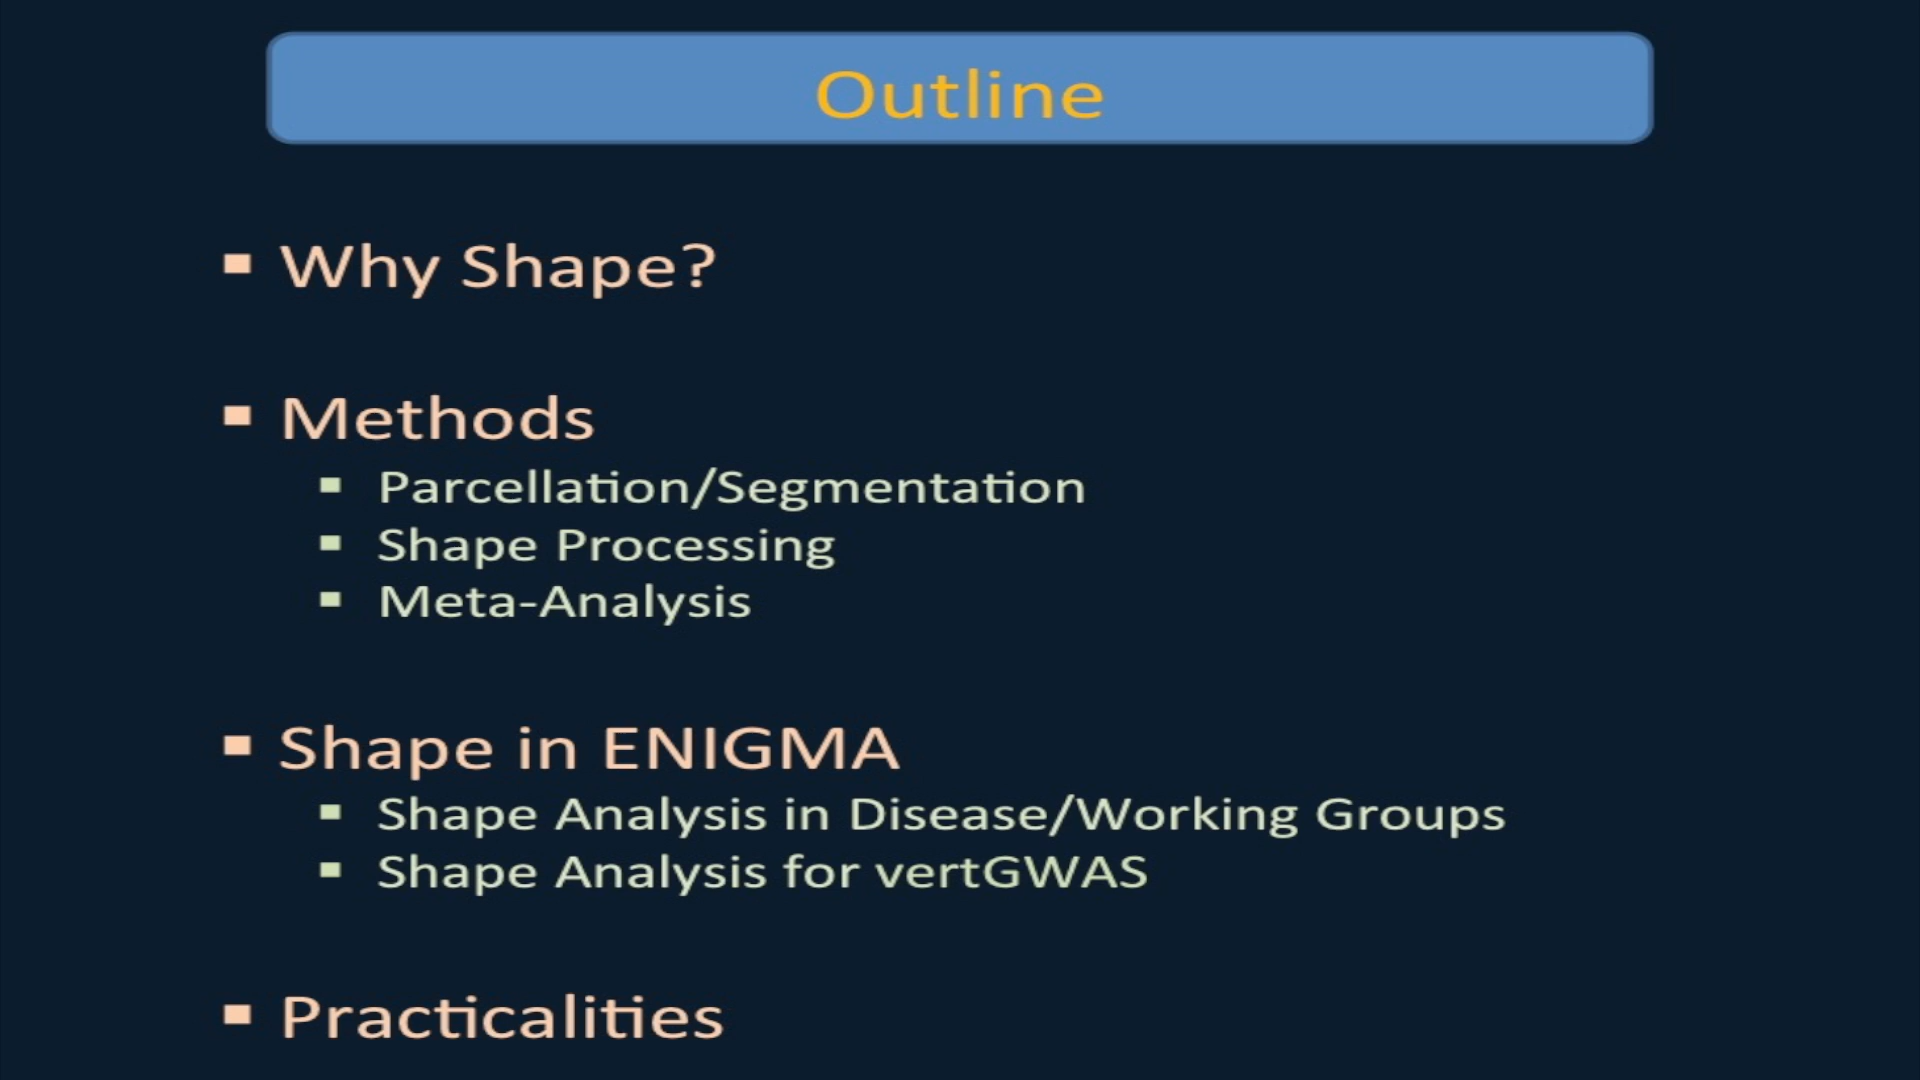 Outline
Why Shape?
Methods
Parcellation/Segmentation
Shape Processing
Meta-Analysis
Shape in ENIGMA
Shape Analysis in Disease/Working Groups
Shape Analysis for vertGWAS
Practicalities